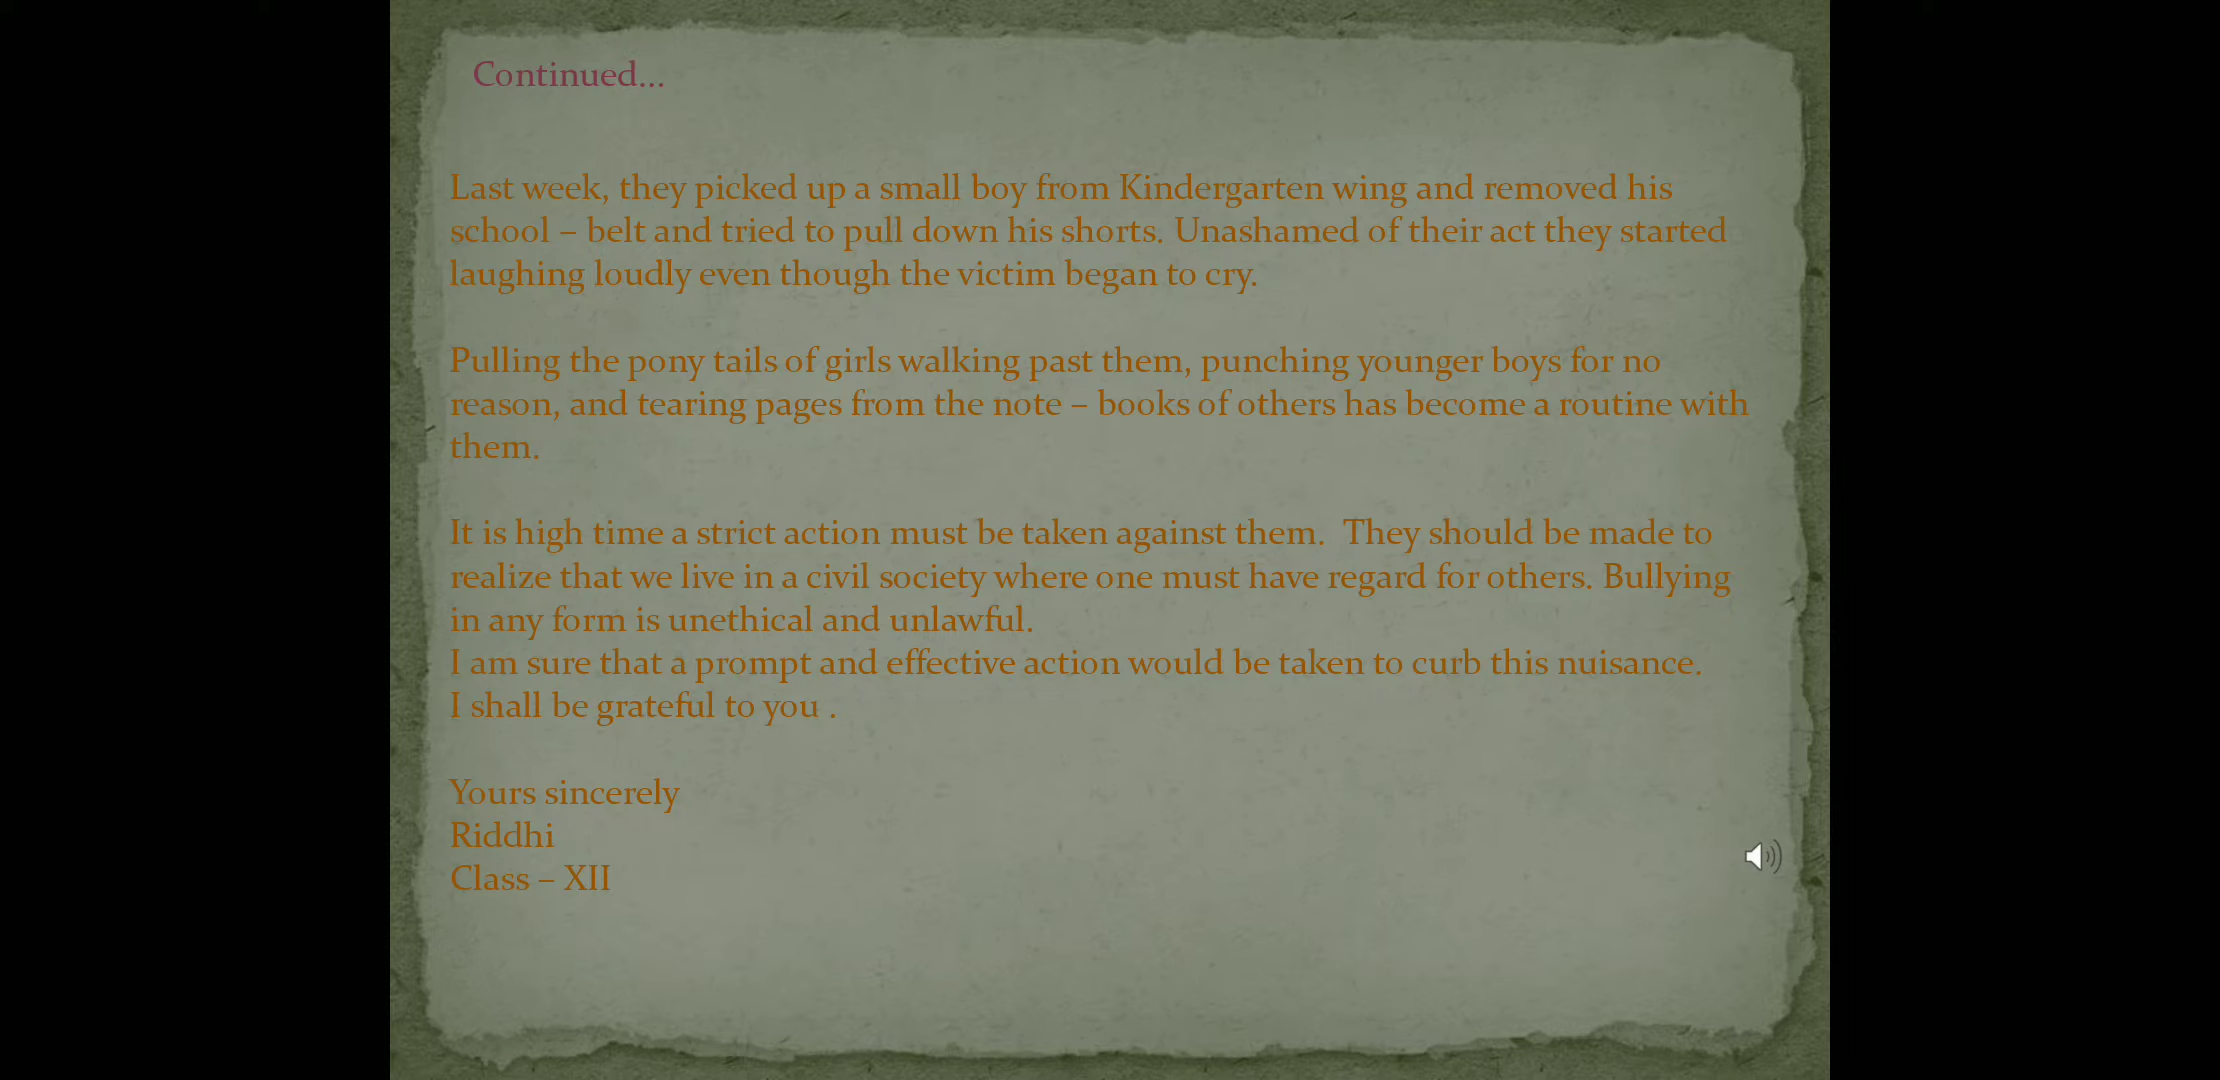 Continued...
Last week, they picked up a small boy from Kindergarten wing and removed his
school – belt and tried to pull down his shorts. Unashamed of their act they started
laughing loudly even though the victim began to cry.
Pulling the pony tails of girls walking past them, punching younger boys for no
reason, and tearing pages from the note – books of others has become a routine with
them.
It is high time a strict action must be taken against them.  They should be made to
realize that we live in a civil society where one must have regard for others. Bullying
in any form is unethical and unlawful.
I am sure that a prompt and effective action would be taken to curb this nuisance.
I shall be grateful to you .
Yours sincerely
Riddhi
Class – XII